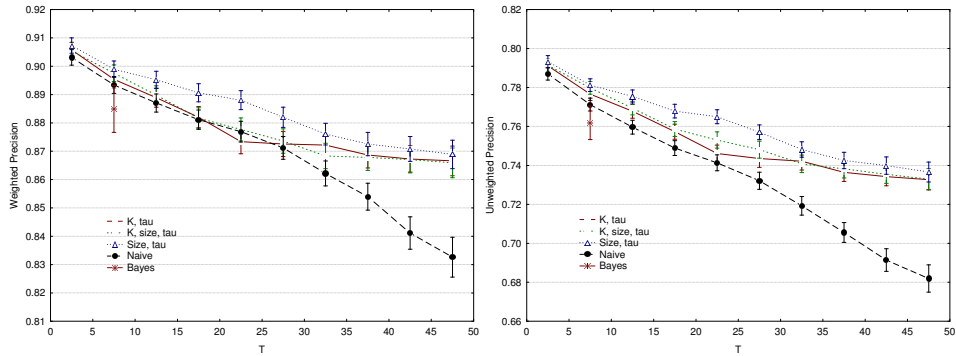 0.92
0.91
0.90
0.89
0.88
0.87
0.86
0.85
0.84
0.83
0.82
0.81
Weighted Precision
K, tau
K, size, tau
Size, tau
Naive
Bayes
0 5 10 15 20 25 30 35 40 45 50
T
0.82
0.80
0.78
0.76
0.74
0.72
0.70
0.68
0.66
Unweighted Precision
K, tau
K, size, tau
Size, tau
Naive
Bayes
0 5 10 15 20 25 30 35 40 45 50
T